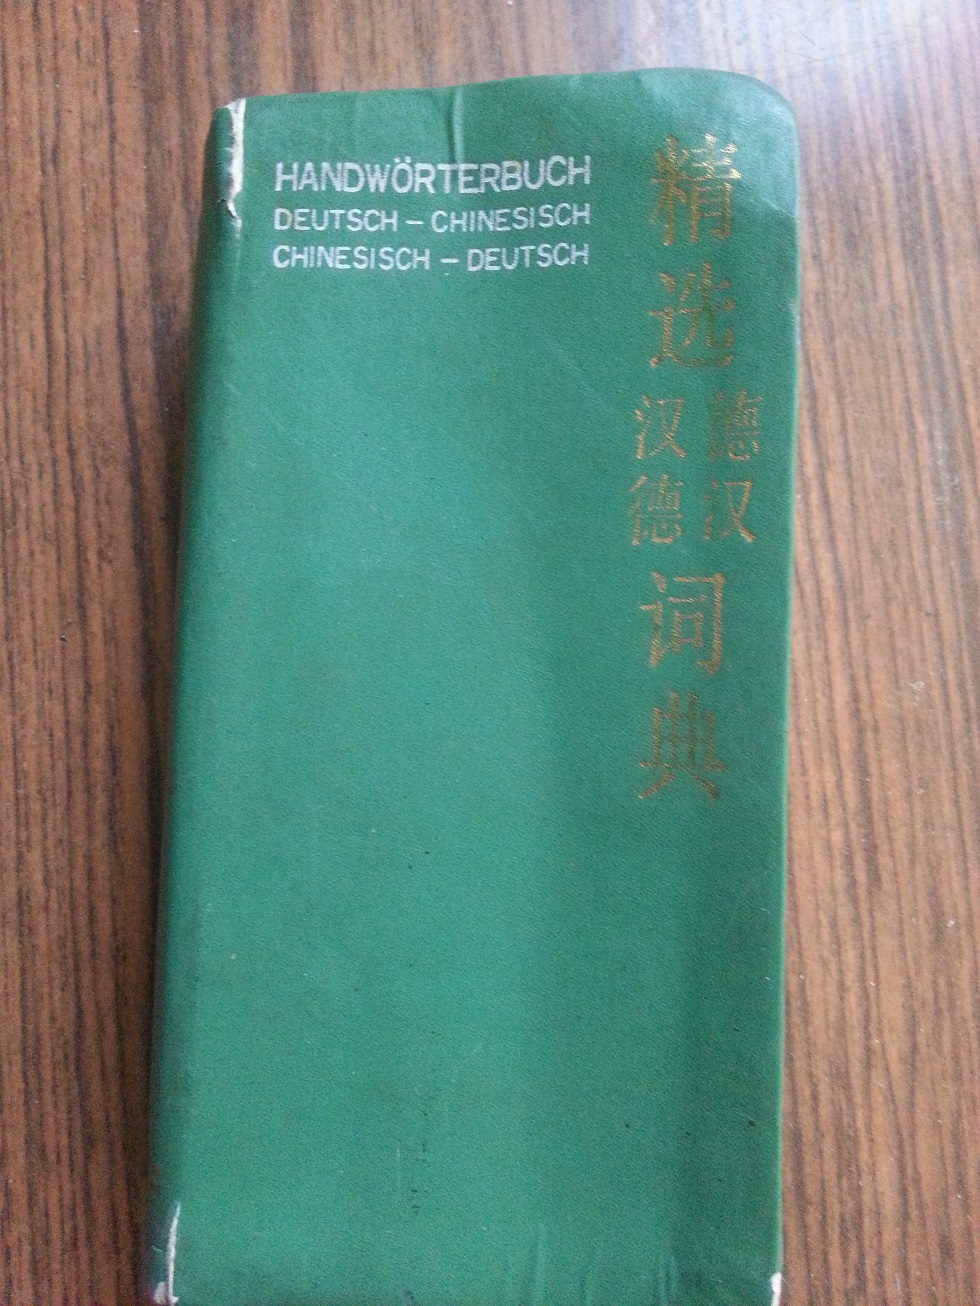 HANDWÖRTERBUCH
DEUTSCH – CHINESISCH
CHINESISCH – DEUTSCH
精选
德汉
汉德
词典